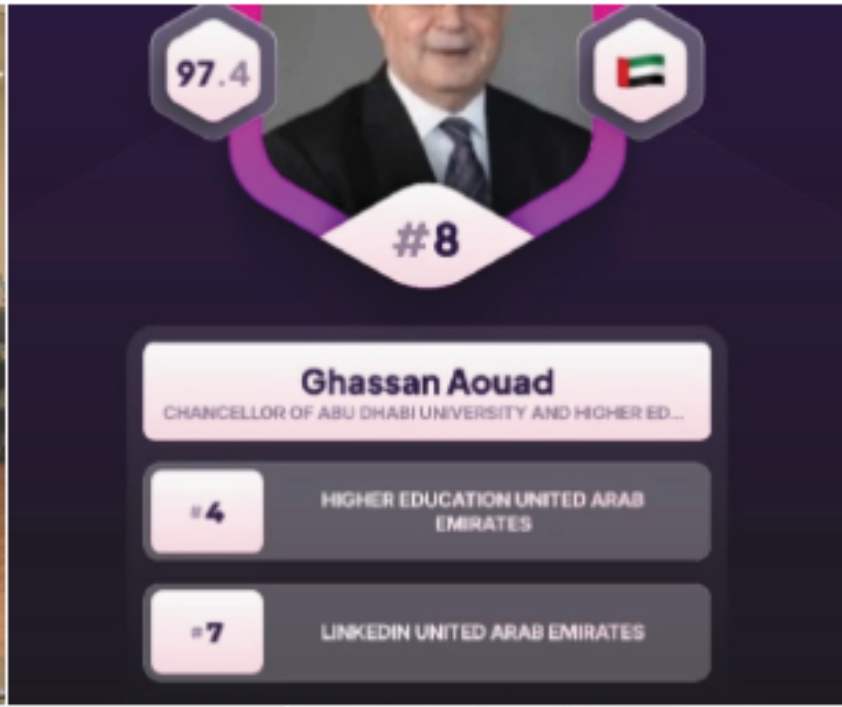 97.4
#8
Ghassan Aouad
CHANCELLOR OF ABU DHABI UNIVERSITY AND HIGHER ED...
#4
HIGHER EDUCATION UNITED ARAB
EMIRATES
#7
LINKEDIN UNITED ARAB EMIRATES